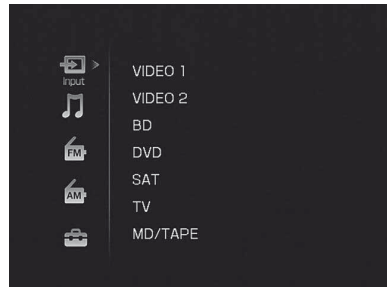 Input
VIDEO 1
VIDEO 2
BD
FM
DVD
SAT
AM
TV
MD/TAPE